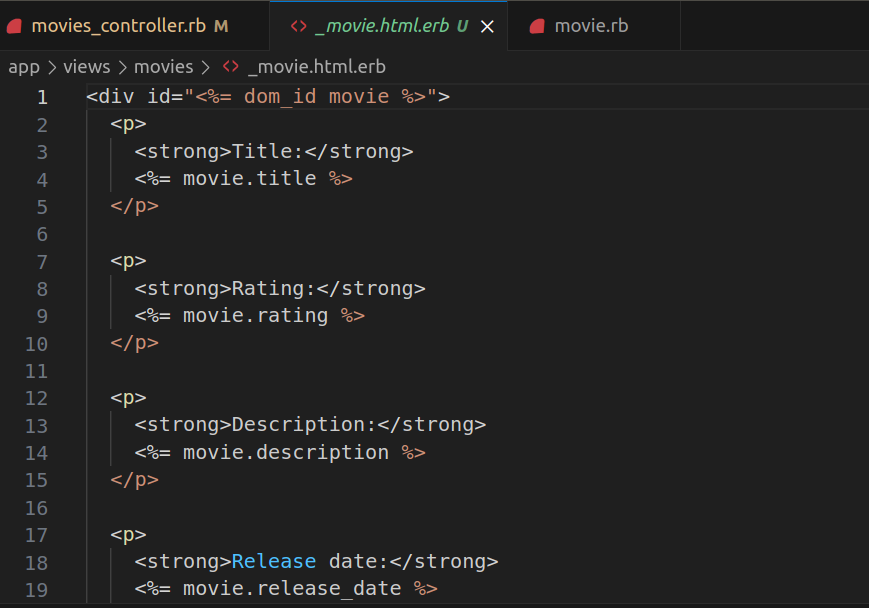 movies_controller.rb M
<> _movie.html.erb U ×
movie.rb
app > views > movies > <> _movie.html.erb
1 <div id="<%= dom_id movie %>">
2 <p>
3 <strong>Title:</strong>
4 <%= movie.title %>
5 </p>
6
7 <p>
8 <strong>Rating:</strong>
9 <%= movie.rating %>
10 </p>
11
12 <p>
13 <strong>Description:</strong>
14 <%= movie.description %>
15 </p>
16
17 <p>
18 <strong>Release date:</strong>
19 <%= movie.release_date %>